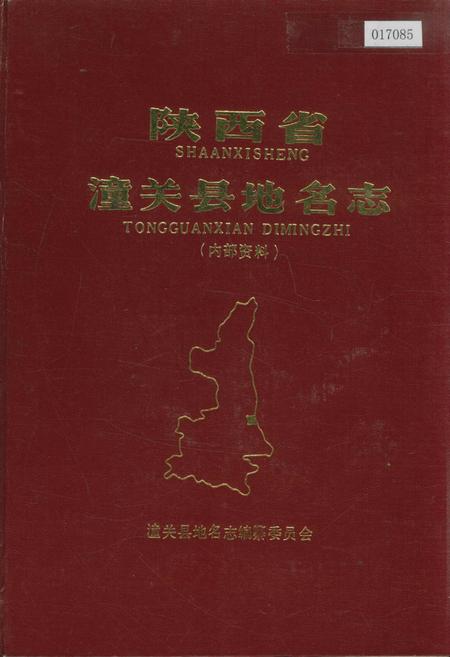 017085
陕西省
SHAANXISHENG
潼关县地名志
TONGGUANXIAN DIMINGZHI
(内部资料)
潼关县地名志编纂委员会